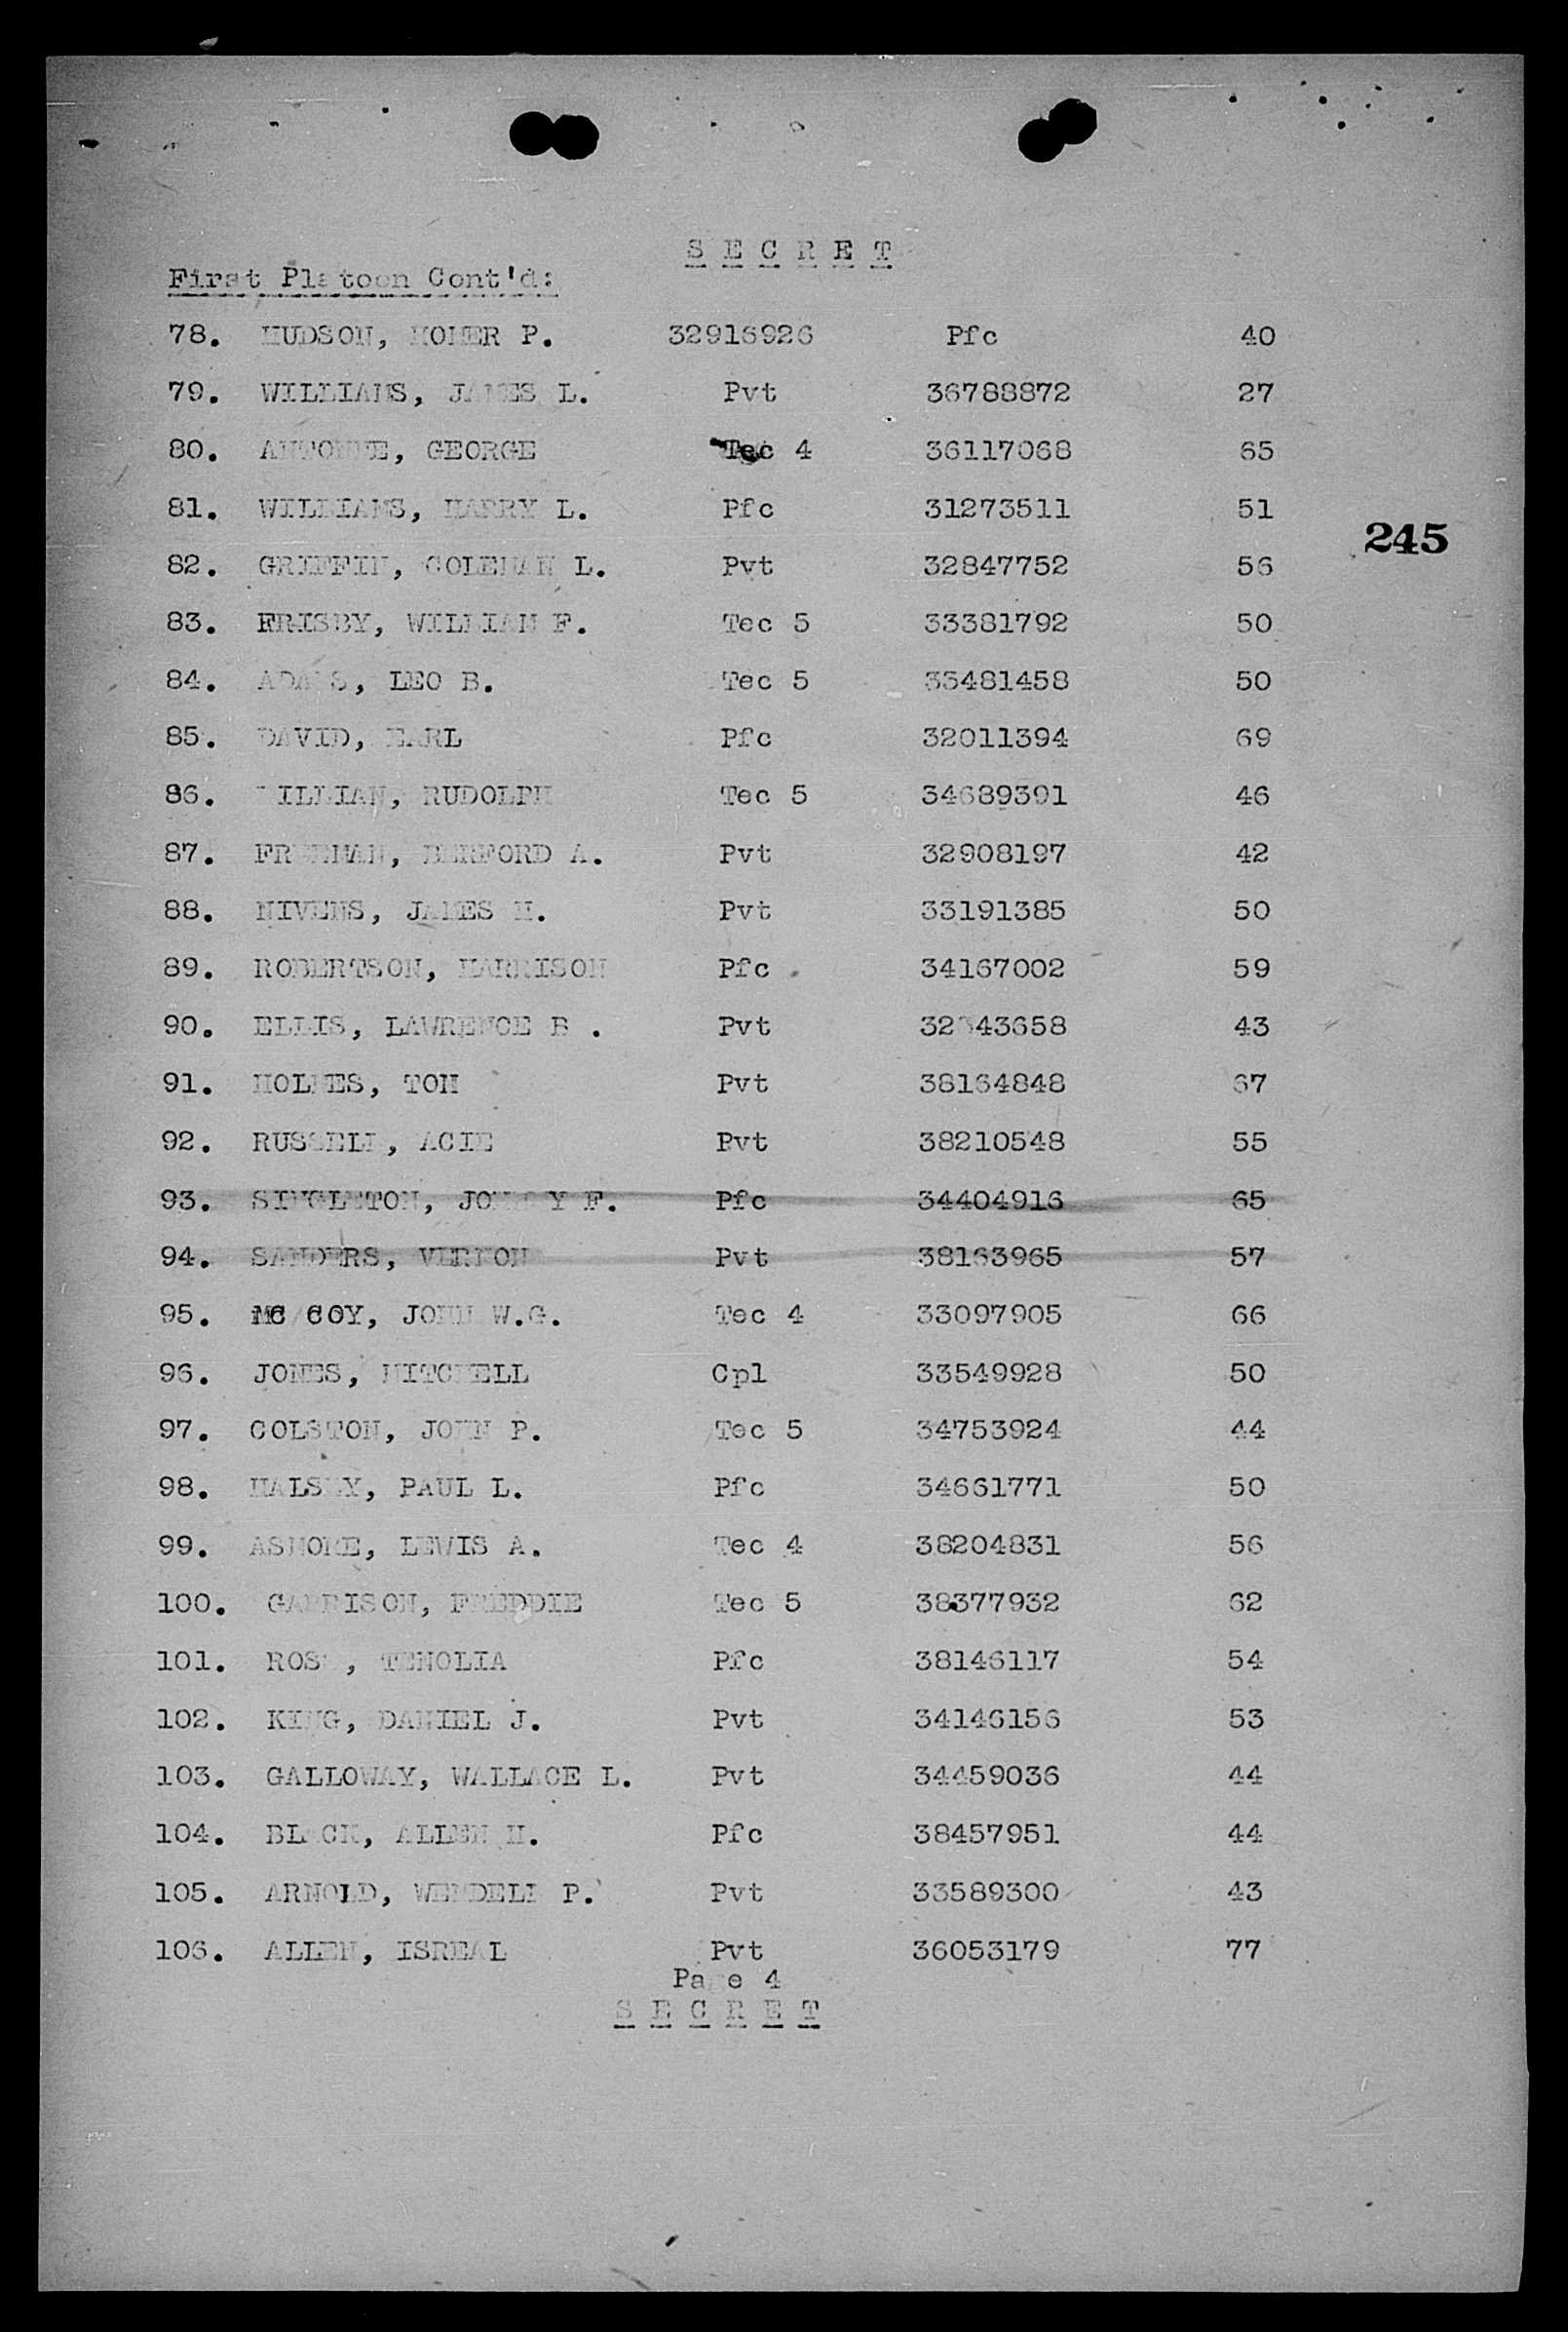 S E C R E T
First Platoon Cont'd:
78. HUDSON, HOMER P. 32916926 Pfc 40
79. WILLIAMS, JAMES L. Pvt 36788872 27
80. GEORGE Tec 4 36117068 65
81. WILLIAMS, HARRY L. Pfc 31273511 51
245
82. GRIFFIN, COLEMAN L. Pvt 32847752 56
83. FRISBY, WILLIAM F. Tec 5 33381792 50
84. ADAMS, LEO B. Tec 5 33481458 50
85. DAVID, EARL Pfc 32011394 69
86. RUDOLPH Tec 5 34689391 46
87. FREEMAN, BERFORD A. Pvt 32908197 42
88. NIVENS, JAMES H. Pvt 33191385 50
89. ROBERTSON, HARRISON Pfc 34167002 59
90. ELLIS, LAWRENCE B . Pvt 43
91. HOLMES, TOM Pvt 38164848 67
92. RUSSELL, ACIE Pvt 38210548 55
93. SINGLETON, JOHNNY F. Pfc 34404916 65
94. SANDERS, VERNON Pvt 38163965 57
95. MC COY, JOHN W.G. Tec 4 33097905 66
96. JONES, MITCHELL Cpl 33549928 50
97. COLSTON, JOHN P. Tec 5 34753924 44
98. HALSEY, PAUL L. Pfc 34661771 50
99. ASHMORE, LEWIS A. Tec 4 38204831 56
100. GARRISON, FREDDIE Tec 5 38377932 62
101. ROSS, TENOLIA Pfc 38146117 54
102. KING, DANIEL J. Pvt 34146156 53
103. GALLOWAY, WALLACE L. Pvt 34459036 44
104. BLACK, ALLEN H. Pfc 38457951 44
105. ARNOLD, WENDELL P. Pvt 33589300 43
106. ALLEN, ISREAL Pvt 36053179 77
Page 4
S E C R E T